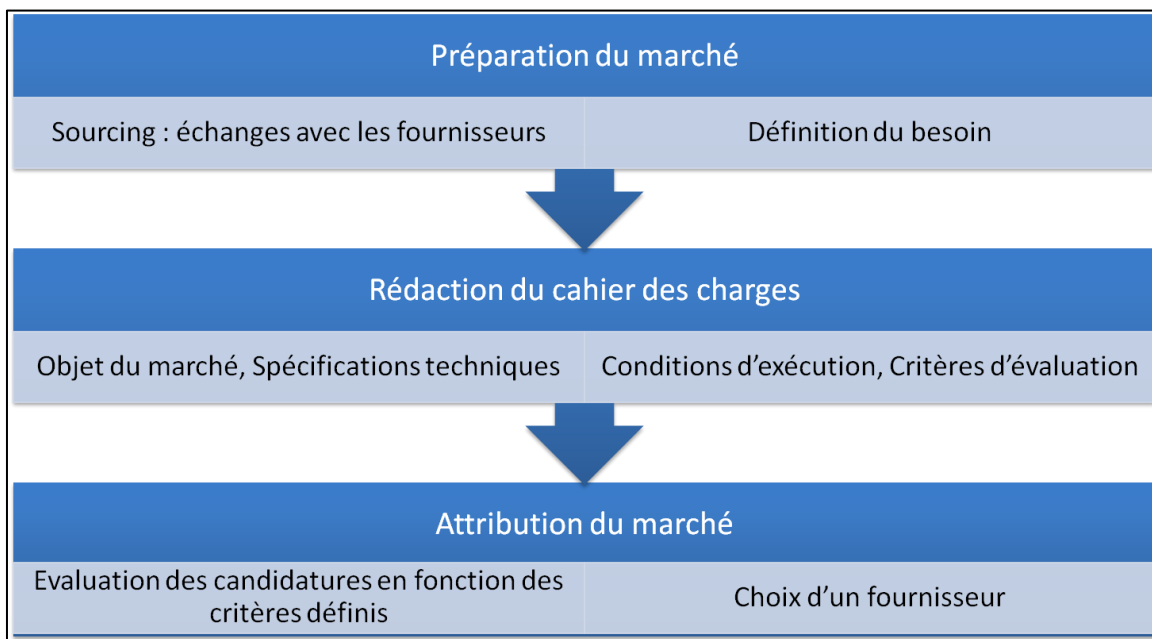 Préparation du marché
Sourcing : échanges avec les fournisseurs
Définition du besoin
Rédaction du cahier des charges
Objet du marché, Spécifications techniques
Conditions d’exécution, Critères d’évaluation
Attribution du marché
Evaluation des candidatures en fonction des
critères définis
Choix d’un fournisseur